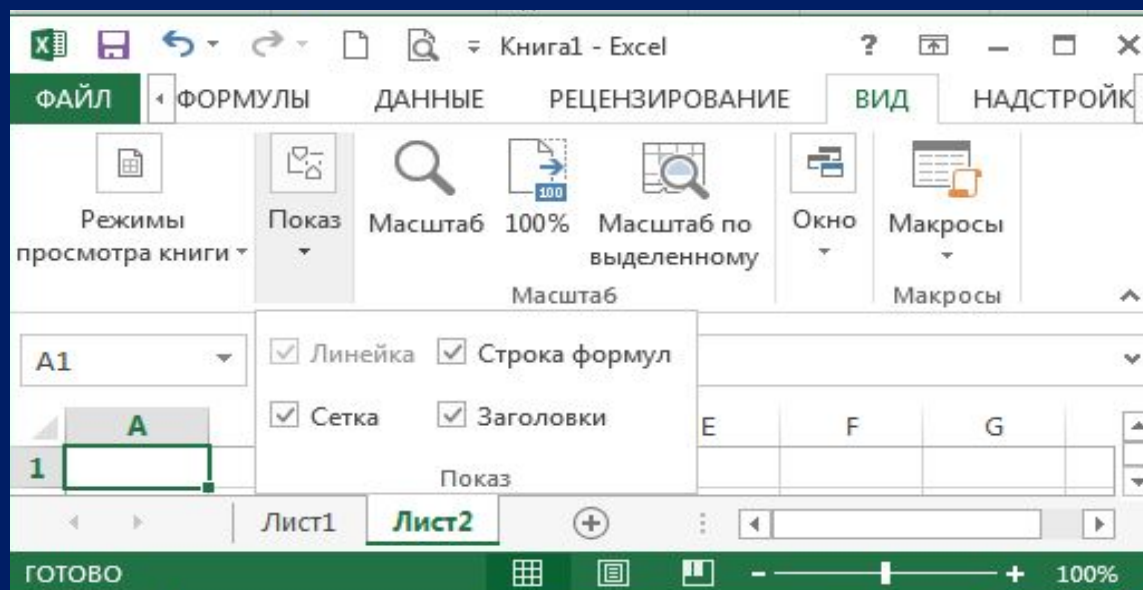 Книга1 - Excel ?
ФАЙЛ ФОРМУЛЫ ДАННЫЕ РЕЦЕНЗИРОВАНИЕ ВИД НАДСТРОЙК
Режимы просмотра книги
Показ
Масштаб
100
100%
Масштаб по выделенному
Окно
Макросы
Масштаб
Макросы
A1
Линейка Строка формул
Сетка Заголовки
Показ
A E F G
1
Лист1 Лист2
ГОТОВО 100%